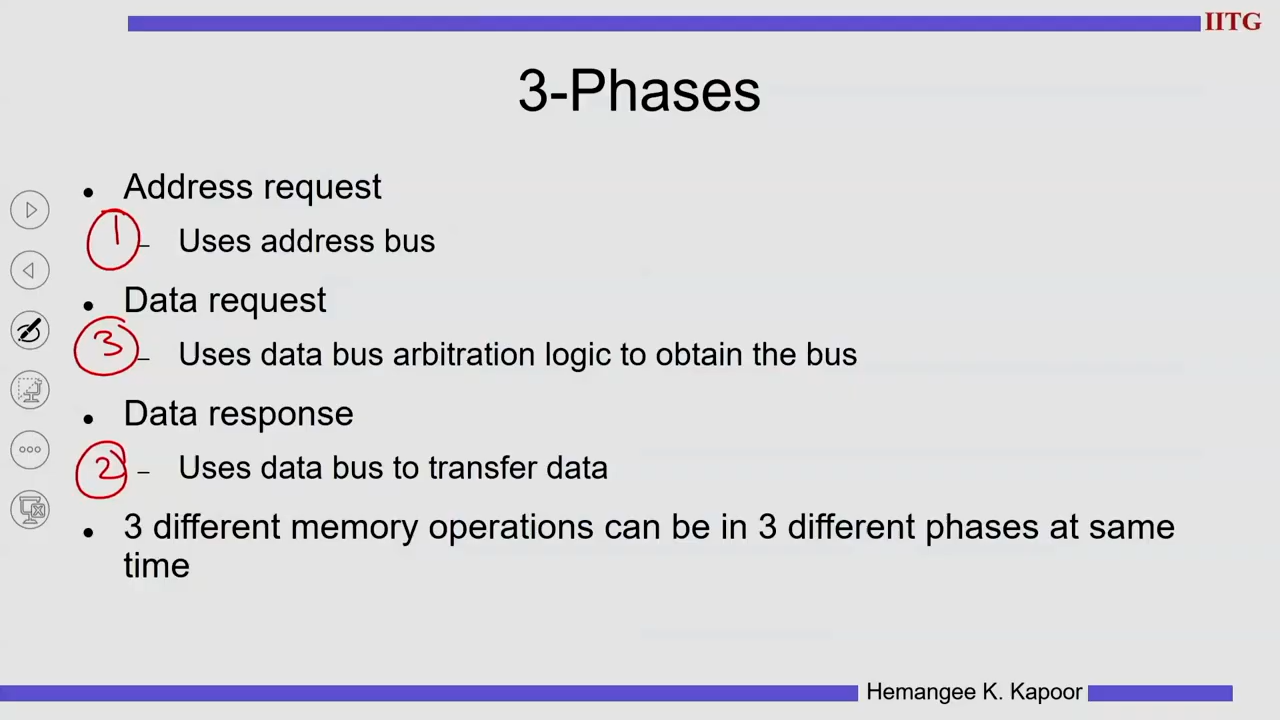 IITG
3-Phases
• Address request
1
– Uses address bus
• Data request
3
– Uses data bus arbitration logic to obtain the bus
• Data response
2
– Uses data bus to transfer data
• 3 different memory operations can be in 3 different phases at same
time
Hemangee K. Kapoor